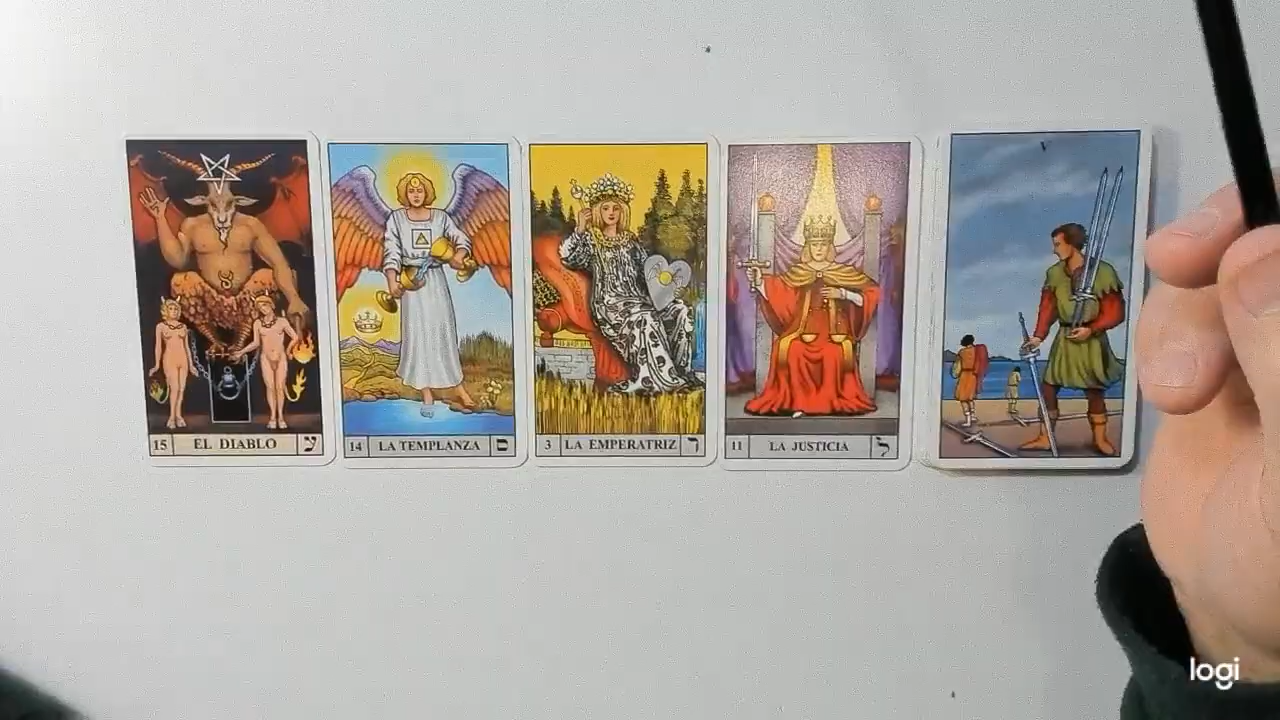 V
15 EL DIABLO ע
14 LA TEMPLANZA ם
3 LA EMPERATRIZ ד
11 LA JUSTICIA ל
logi